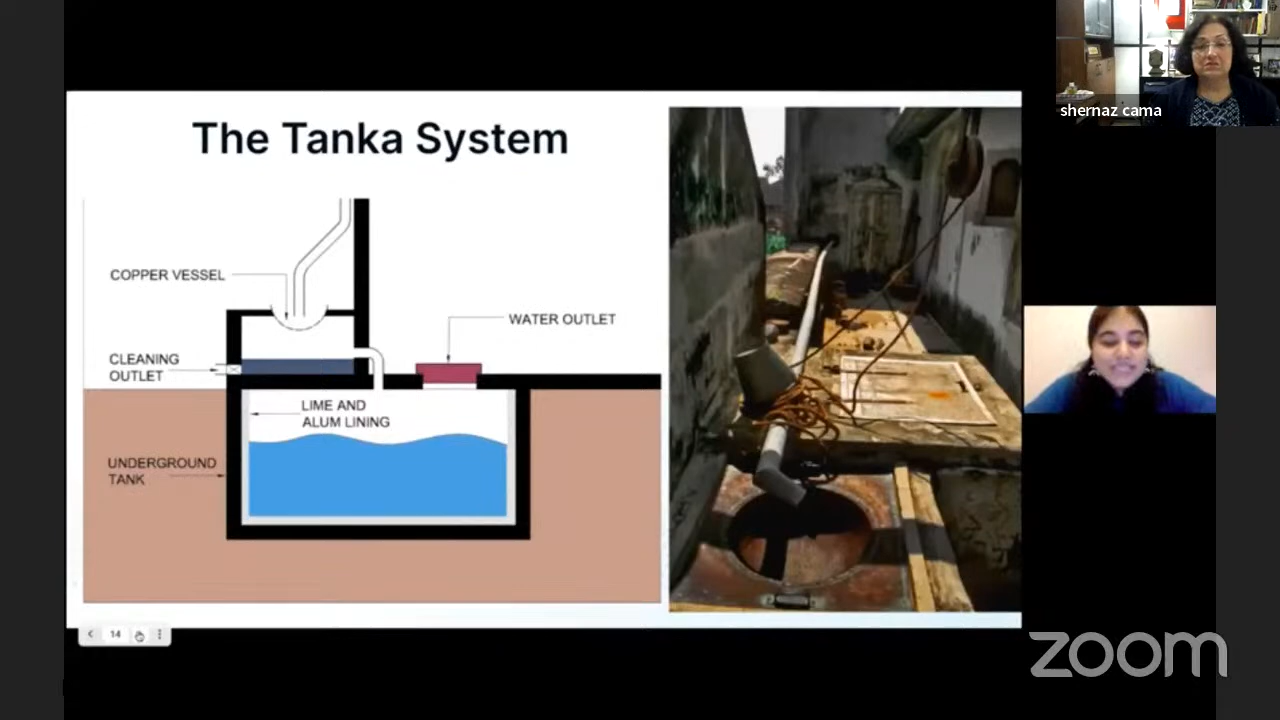 The Tanka System
COPPER VESSEL
WATER OUTLET
CLEANING
OUTLET
LIME AND
ALUM LINING
UNDERGROUND
TANK
14
shernaz cama
zoom